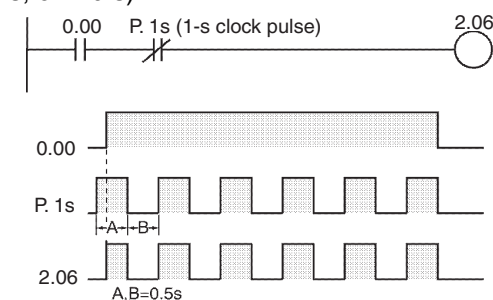 0.00 P. 1s (1-s clock pulse) 2.06
0.00
P. 1s
A B
2.06
A,B=0.5s